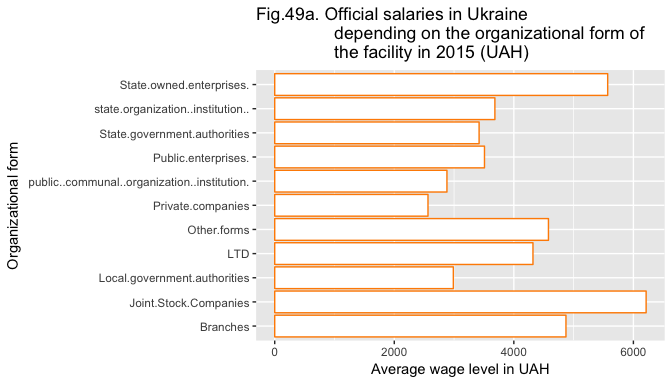 Fig.49a. Official salaries in Ukraine
depending on the organizational form of
the facility in 2015 (UAH)
Organizational form
State.owned.enterprises.
state.organization..institution..
State.government.authorities
Public.enterprises.
public..communal..organization..institution.
Private.companies
Other.forms
LTD
Local.government.authorities
Joint.Stock.Companies
Branches
0 2000 4000 6000
Average wage level in UAH